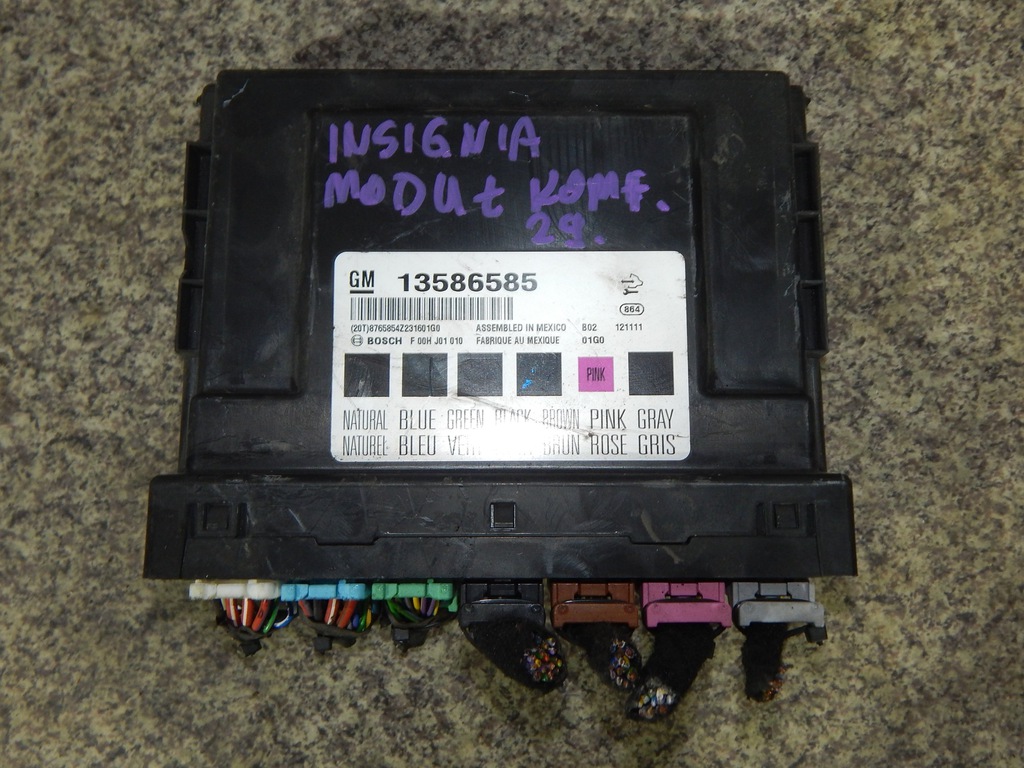 INSIGNIA
MODUŁ KOMF.
29.
GM 13586585
864
(20T)8765854Z231601G0 ASSEMBLED IN MEXICO B02 121111
BOSCH F 00H J01 010 FABRIQUE AU MEXIQUE 01G0
PINK
NATURAL BLUE GREEN BLACK BROWN PINK GRAY
NATUREL BLEU VERT BRUN ROSE GRIS